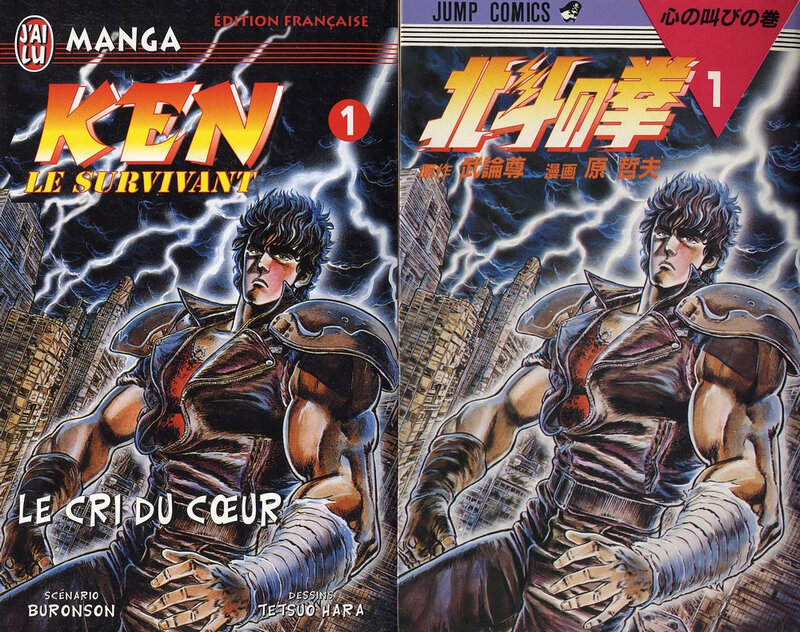 J'AI LU
MANGA
ÉDITION FRANÇAISE
KEN
LE SURVIVANT
1
LE CRI DU CŒUR
SCÉNARIO
BURONSON
DESSINS
TETSUO HARA
JUMP COMICS
心の叫びの巻
1
北斗の拳
原作 武論尊 漫画 原 哲夫